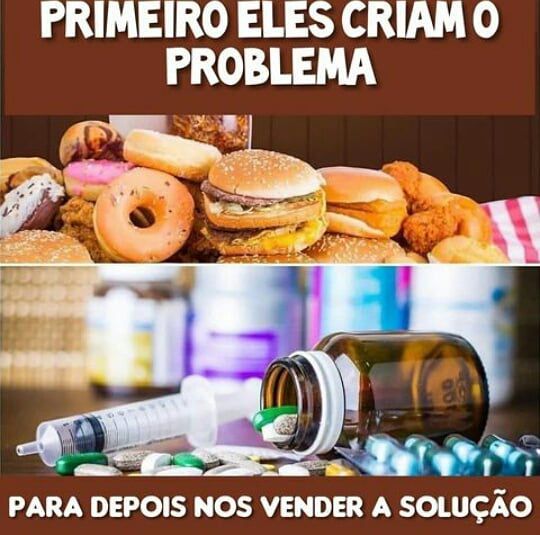 PRIMEIRO ELES CRIAM O
PROBLEMA
PARA DEPOIS NOS VENDER A SOLUÇÃO